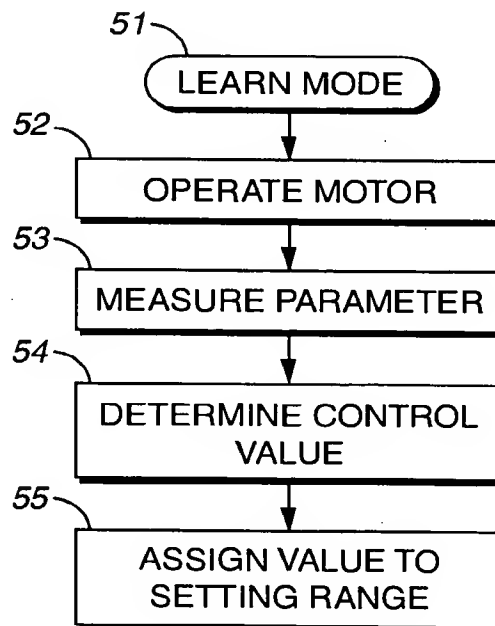 51
LEARN MODE
52
OPERATE MOTOR
53
MEASURE PARAMETER
54
DETERMINE CONTROL
VALUE
55
ASSIGN VALUE TO
SETTING RANGE